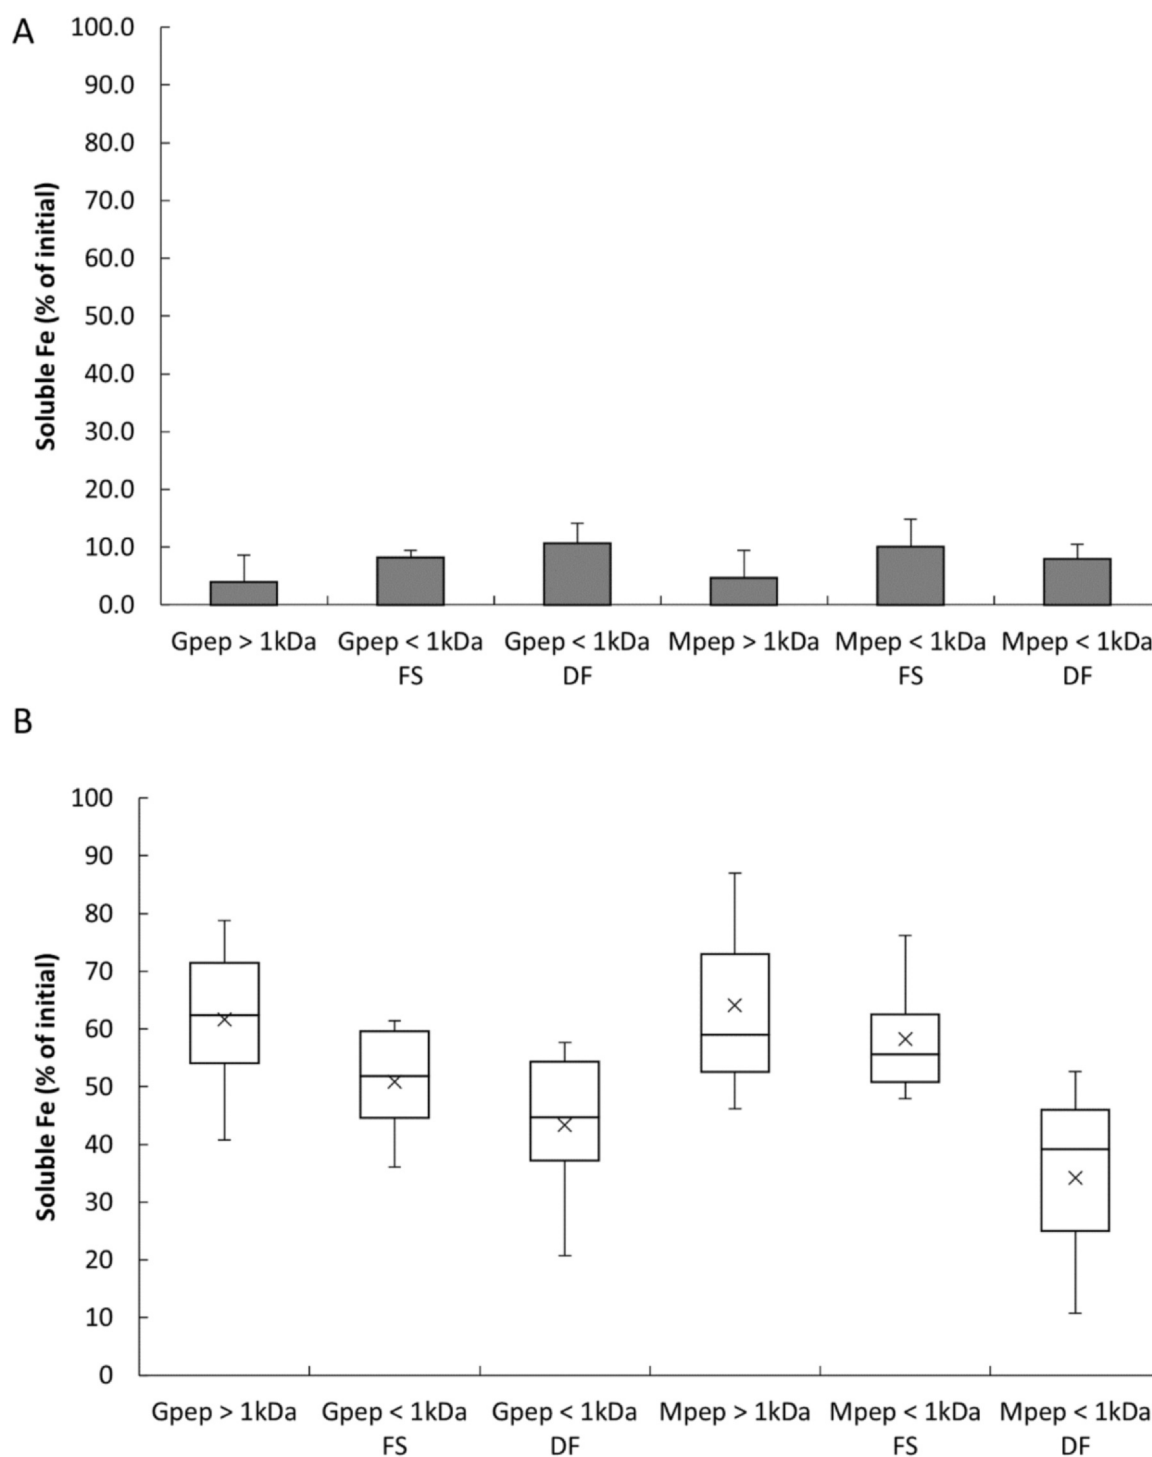 A
Soluble Fe (% of initial)
100.0
90.0
80.0
70.0
60.0
50.0
40.0
30.0
20.0
10.0
0.0
Gpep > 1kDa
Gpep < 1kDa
FS
Gpep < 1kDa
DF
Mpep > 1kDa
Mpep < 1kDa
FS
Mpep < 1kDa
DF
B
Soluble Fe (% of initial)
100
90
80
70
60
50
40
30
20
10
0
Gpep > 1kDa
Gpep < 1kDa
FS
Gpep < 1kDa
DF
Mpep > 1kDa
Mpep < 1kDa
FS
Mpep < 1kDa
DF